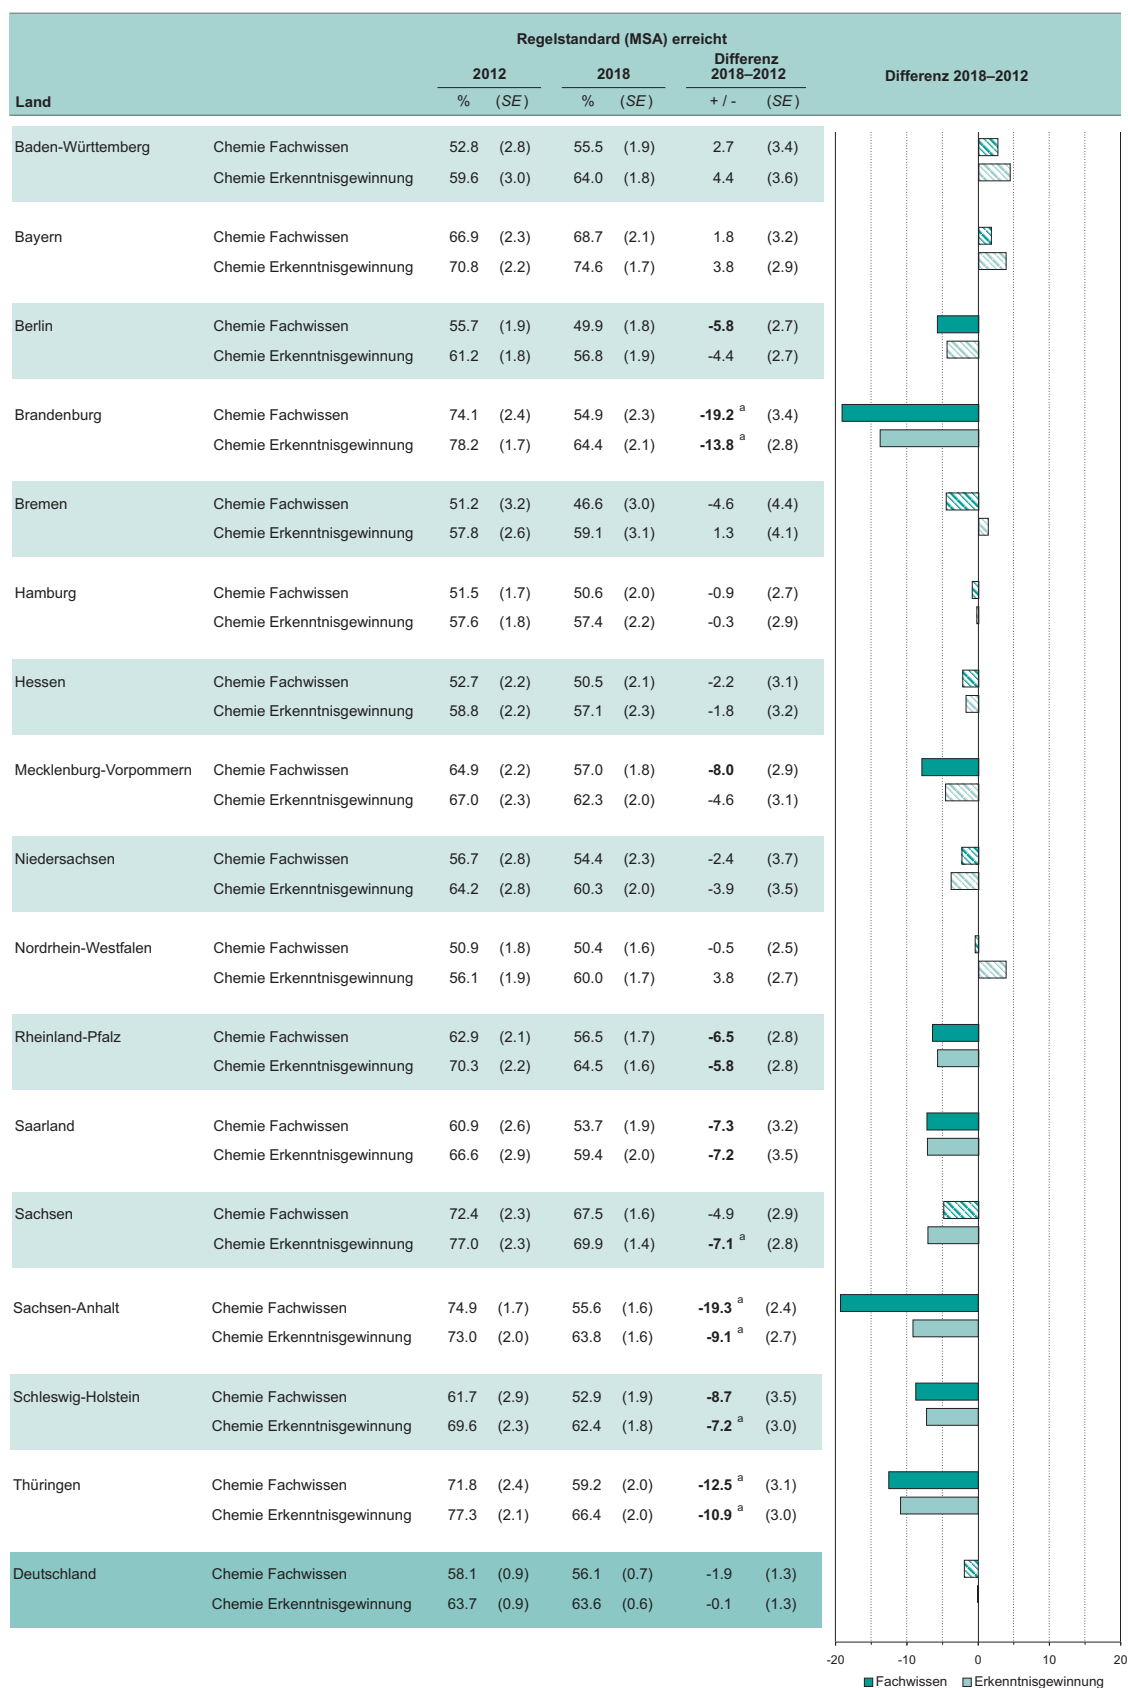 Regelstandard (MSA) erreicht
2012 2018 Differenz 2018–2012 Differenz 2018–2012
Land % (SE) % (SE) + / - (SE)
Baden-Württemberg Chemie Fachwissen 52.8 (2.8) 55.5 (1.9) 2.7 (3.4)
Chemie Erkenntnisgewinnung 59.6 (3.0) 64.0 (1.8) 4.4 (3.6)
Bayern Chemie Fachwissen 66.9 (2.3) 68.7 (2.1) 1.8 (3.2)
Chemie Erkenntnisgewinnung 70.8 (2.2) 74.6 (1.7) 3.8 (2.9)
Berlin Chemie Fachwissen 55.7 (1.9) 49.9 (1.8) -5.8 (2.7)
Chemie Erkenntnisgewinnung 61.2 (1.8) 56.8 (1.9) -4.4 (2.7)
Brandenburg Chemie Fachwissen 74.1 (2.4) 54.9 (2.3) -19.2 a (3.4)
Chemie Erkenntnisgewinnung 78.2 (1.7) 64.4 (2.1) -13.8 a (2.8)
Bremen Chemie Fachwissen 51.2 (3.2) 46.6 (3.0) -4.6 (4.4)
Chemie Erkenntnisgewinnung 57.8 (2.6) 59.1 (3.1) 1.3 (4.1)
Hamburg Chemie Fachwissen 51.5 (1.7) 50.6 (2.0) -0.9 (2.7)
Chemie Erkenntnisgewinnung 57.6 (1.8) 57.4 (2.2) -0.3 (2.9)
Hessen Chemie Fachwissen 52.7 (2.2) 50.5 (2.1) -2.2 (3.1)
Chemie Erkenntnisgewinnung 58.8 (2.2) 57.1 (2.3) -1.8 (3.2)
Mecklenburg-Vorpommern Chemie Fachwissen 64.9 (2.2) 57.0 (1.8) -8.0 (2.9)
Chemie Erkenntnisgewinnung 67.0 (2.3) 62.3 (2.0) -4.6 (3.1)
Niedersachsen Chemie Fachwissen 56.7 (2.8) 54.4 (2.3) -2.4 (3.7)
Chemie Erkenntnisgewinnung 64.2 (2.8) 60.3 (2.0) -3.9 (3.5)
Nordrhein-Westfalen Chemie Fachwissen 50.9 (1.8) 50.4 (1.6) -0.5 (2.5)
Chemie Erkenntnisgewinnung 56.1 (1.9) 60.0 (1.7) 3.8 (2.7)
Rheinland-Pfalz Chemie Fachwissen 62.9 (2.1) 56.5 (1.7) -6.5 (2.8)
Chemie Erkenntnisgewinnung 70.3 (2.2) 64.5 (1.6) -5.8 (2.8)
Saarland Chemie Fachwissen 60.9 (2.6) 53.7 (1.9) -7.3 (3.2)
Chemie Erkenntnisgewinnung 66.6 (2.9) 59.4 (2.0) -7.2 (3.5)
Sachsen Chemie Fachwissen 72.4 (2.3) 67.5 (1.6) -4.9 (2.9)
Chemie Erkenntnisgewinnung 77.0 (2.3) 69.9 (1.4) -7.1 a (2.8)
Sachsen-Anhalt Chemie Fachwissen 74.9 (1.7) 55.6 (1.6) -19.3 a (2.4)
Chemie Erkenntnisgewinnung 73.0 (2.0) 63.8 (1.6) -9.1 a (2.7)
Schleswig-Holstein Chemie Fachwissen 61.7 (2.9) 52.9 (1.9) -8.7 (3.5)
Chemie Erkenntnisgewinnung 69.6 (2.3) 62.4 (1.8) -7.2 a (3.0)
Thüringen Chemie Fachwissen 71.8 (2.4) 59.2 (2.0) -12.5 a (3.1)
Chemie Erkenntnisgewinnung 77.3 (2.1) 66.4 (2.0) -10.9 a (3.0)
Deutschland Chemie Fachwissen 58.1 (0.9) 56.1 (0.7) -1.9 (1.3)
Chemie Erkenntnisgewinnung 63.7 (0.9) 63.6 (0.6) -0.1 (1.3)
-20 -10 0 10 20
Fachwissen Erkenntnisgewinnung